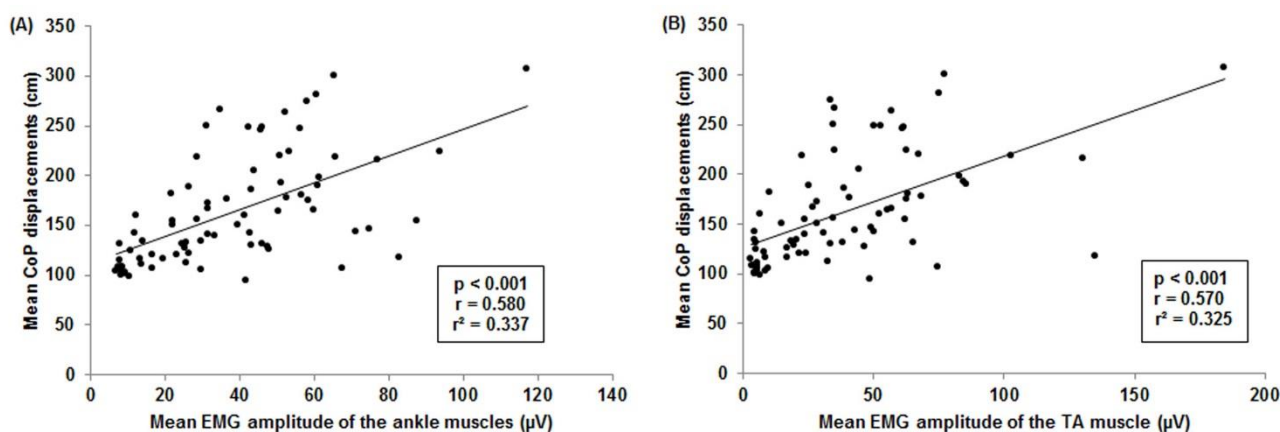 (A)
350
300
250
200
150
100
50
0
Mean CoP displacements (cm)
0 20 40 60 80 100 120 140
Mean EMG amplitude of the ankle muscles (µV)
p < 0.001
r = 0.580
r² = 0.337
(B)
350
300
250
200
150
100
50
0
Mean CoP displacements (cm)
0 50 100 150 200
Mean EMG amplitude of the TA muscle (µV)
p < 0.001
r = 0.570
r² = 0.325